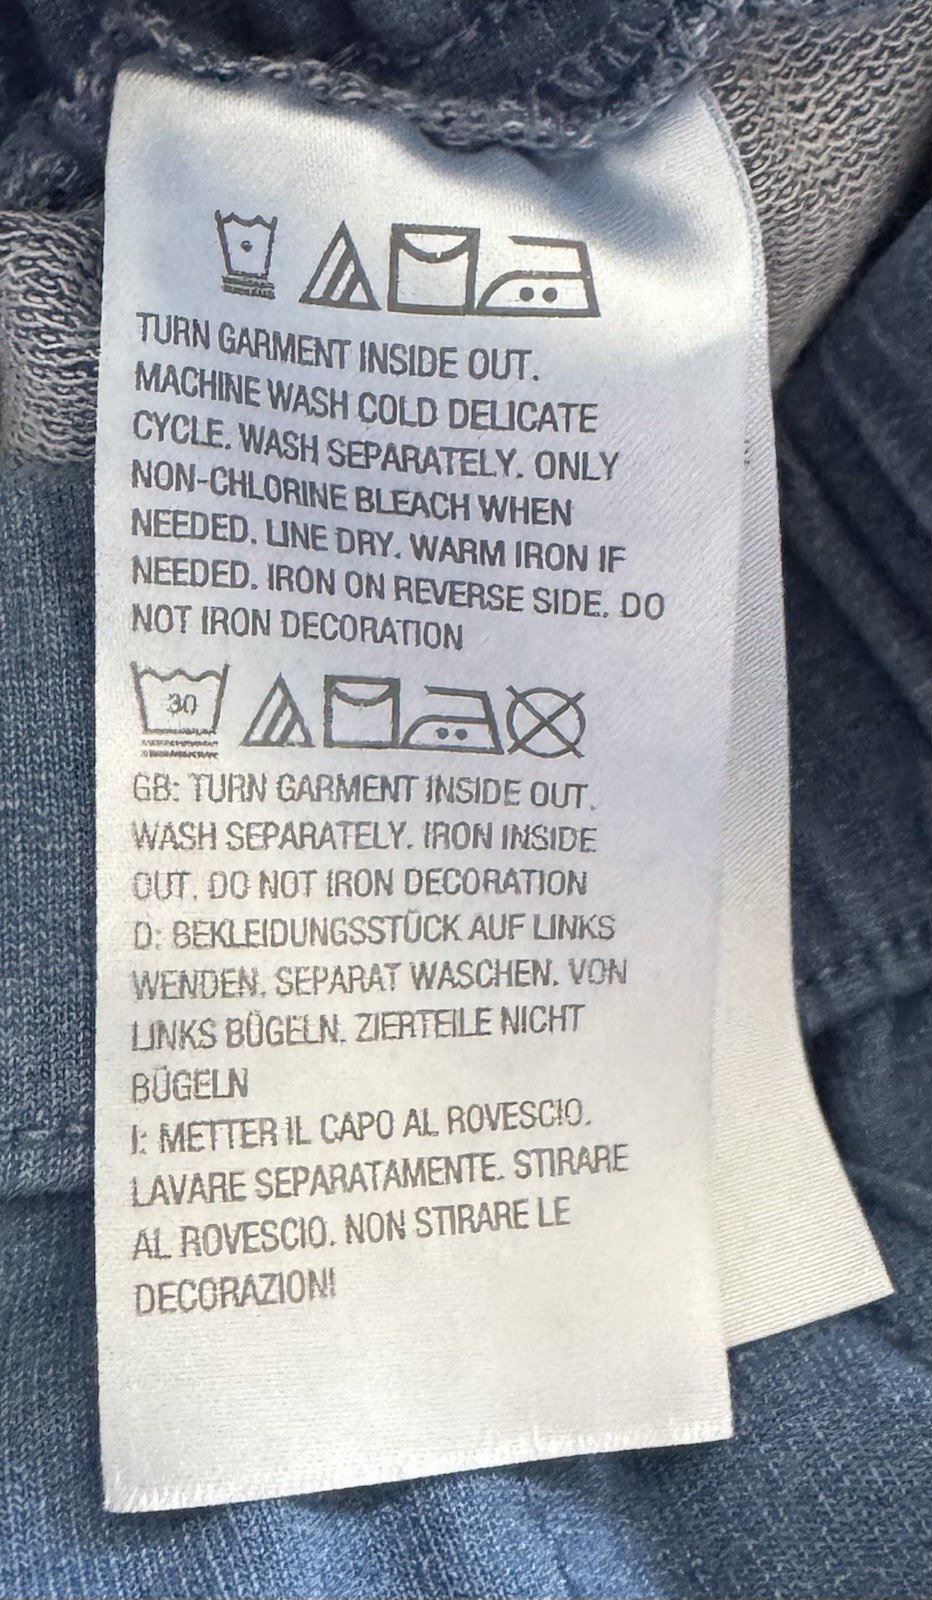 TURN GARMENT INSIDE OUT.
MACHINE WASH COLD DELICATE
CYCLE. WASH SEPARATELY. ONLY
NON-CHLORINE BLEACH WHEN
NEEDED. LINE DRY. WARM IRON IF
NEEDED. IRON ON REVERSE SIDE. DO
NOT IRON DECORATION
30
GB: TURN GARMENT INSIDE OUT.
WASH SEPARATELY. IRON INSIDE
OUT. DO NOT IRON DECORATION
D: BEKLEIDUNGSSTÜCK AUF LINKS
WENDEN. SEPARAT WASCHEN. VON
LINKS BÜGELN. ZIERTEILE NICHT
BÜGELN
I: METTER IL CAPO AL ROVESCIO.
LAVARE SEPARATAMENTE. STIRARE
AL ROVESCIO. NON STIRARE LE
DECORAZIONI